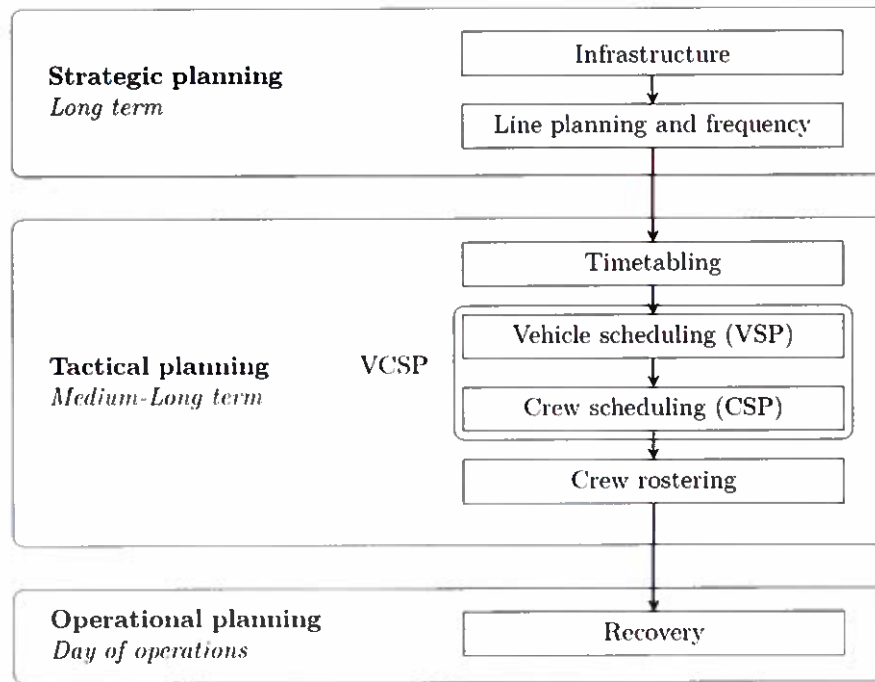 Strategic planning
Long term
Infrastructure
Line planning and frequency
Tactical planning
Medium-Long term
VCSP
Timetabling
Vehicle scheduling (VSP)
Crew scheduling (CSP)
Crew rostering
Operational planning
Day of operations
Recovery